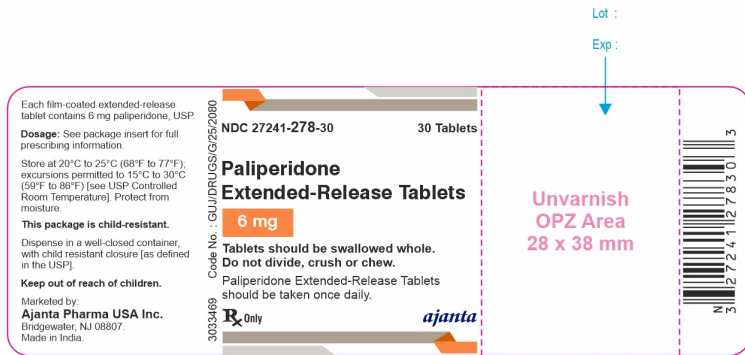 Lot :
Exp :
Each film-coated extended-release
tablet contains 6 mg paliperidone, USP.
Dosage: See package insert for full
prescribing information.
Store at 20°C to 25°C (68°F to 77°F);
excursions permitted to 15°C to 30°C
(59°F to 86°F) [see USP Controlled
Room Temperature]. Protect from
moisture.
This package is child-resistant.
Dispense in a well-closed container,
with child resistant closure [as defined
in the USP].
Keep out of reach of children.
Marketed by:
Ajanta Pharma USA Inc.
Bridgewater, NJ 08807.
Made in India.
3033469 Code No. : GUJ/DRUGS/G/25/2080
NDC 27241-278-30 30 Tablets
Paliperidone
Extended-Release Tablets
6 mg
Tablets should be swallowed whole.
Do not divide, crush or chew.
Paliperidone Extended-Release Tablets
should be taken once daily.
Rx Only ajanta
Unvarnish
OPZ Area
28 x 38 mm
N
3 27241 27830 3